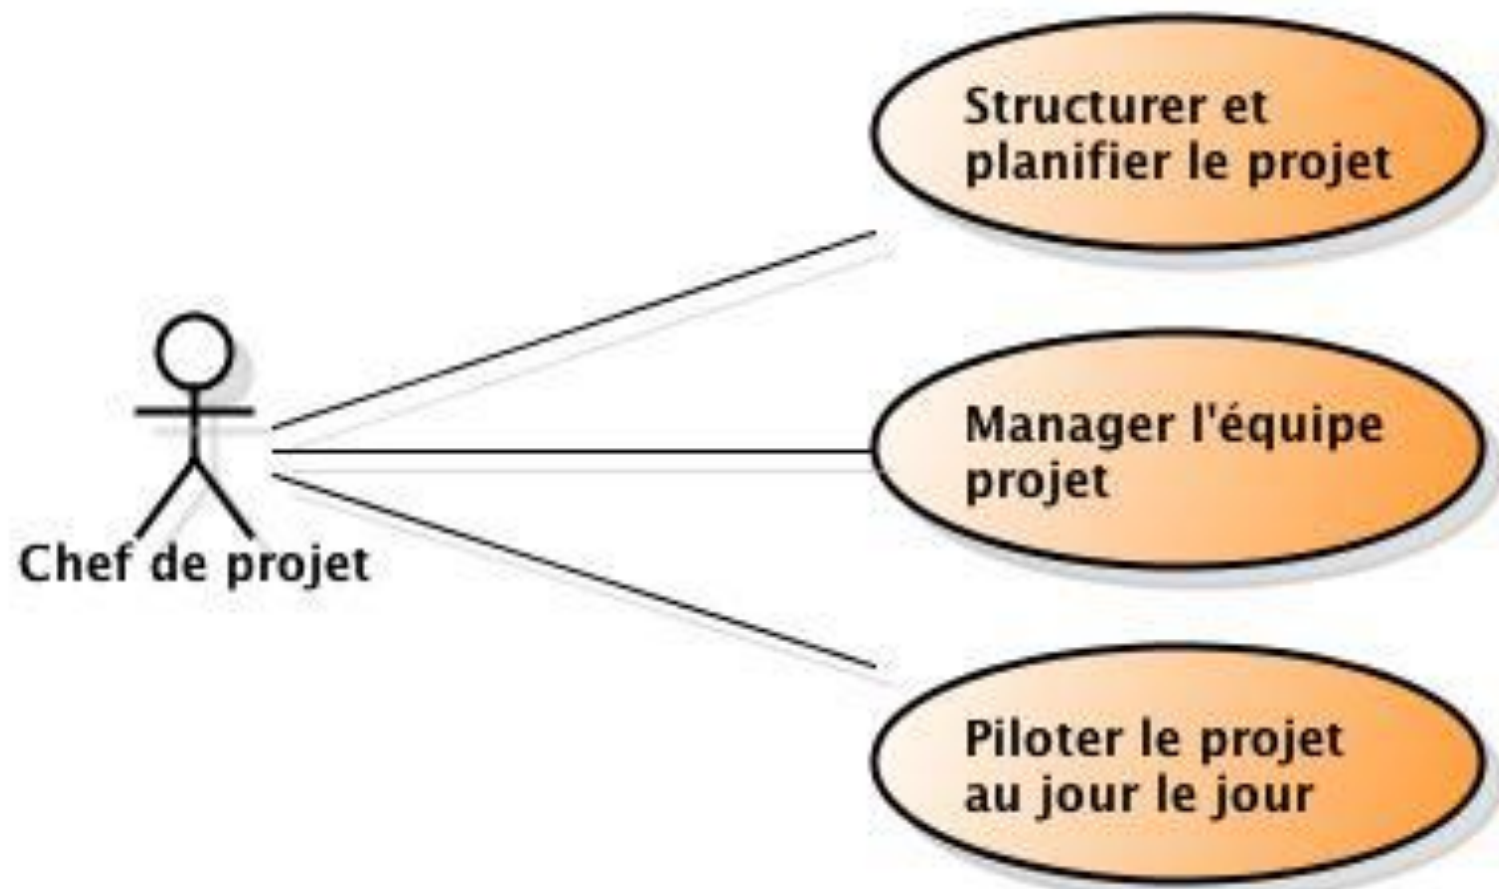 Structurer et
planifier le projet
Manager l'équipe
projet
Chef de projet
Piloter le projet
au jour le jour